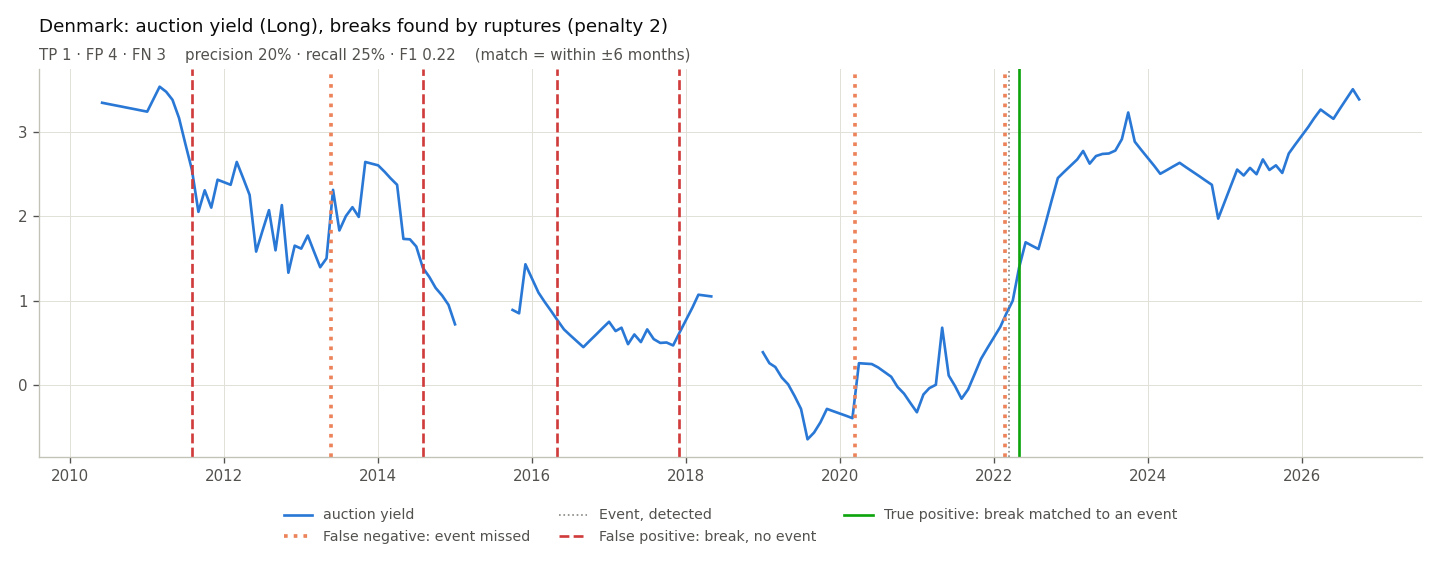 Denmark: auction yield (Long), breaks found by ruptures (penalty 2)
TP 1 · FP 4 · FN 3    precision 20% · recall 25% · F1 0.22    (match = within ±6 months)
3
2
1
0
2010 2012 2014 2016 2018 2020 2022 2024 2026
auction yield    Event, detected    True positive: break matched to an event
False negative: event missed    False positive: break, no event